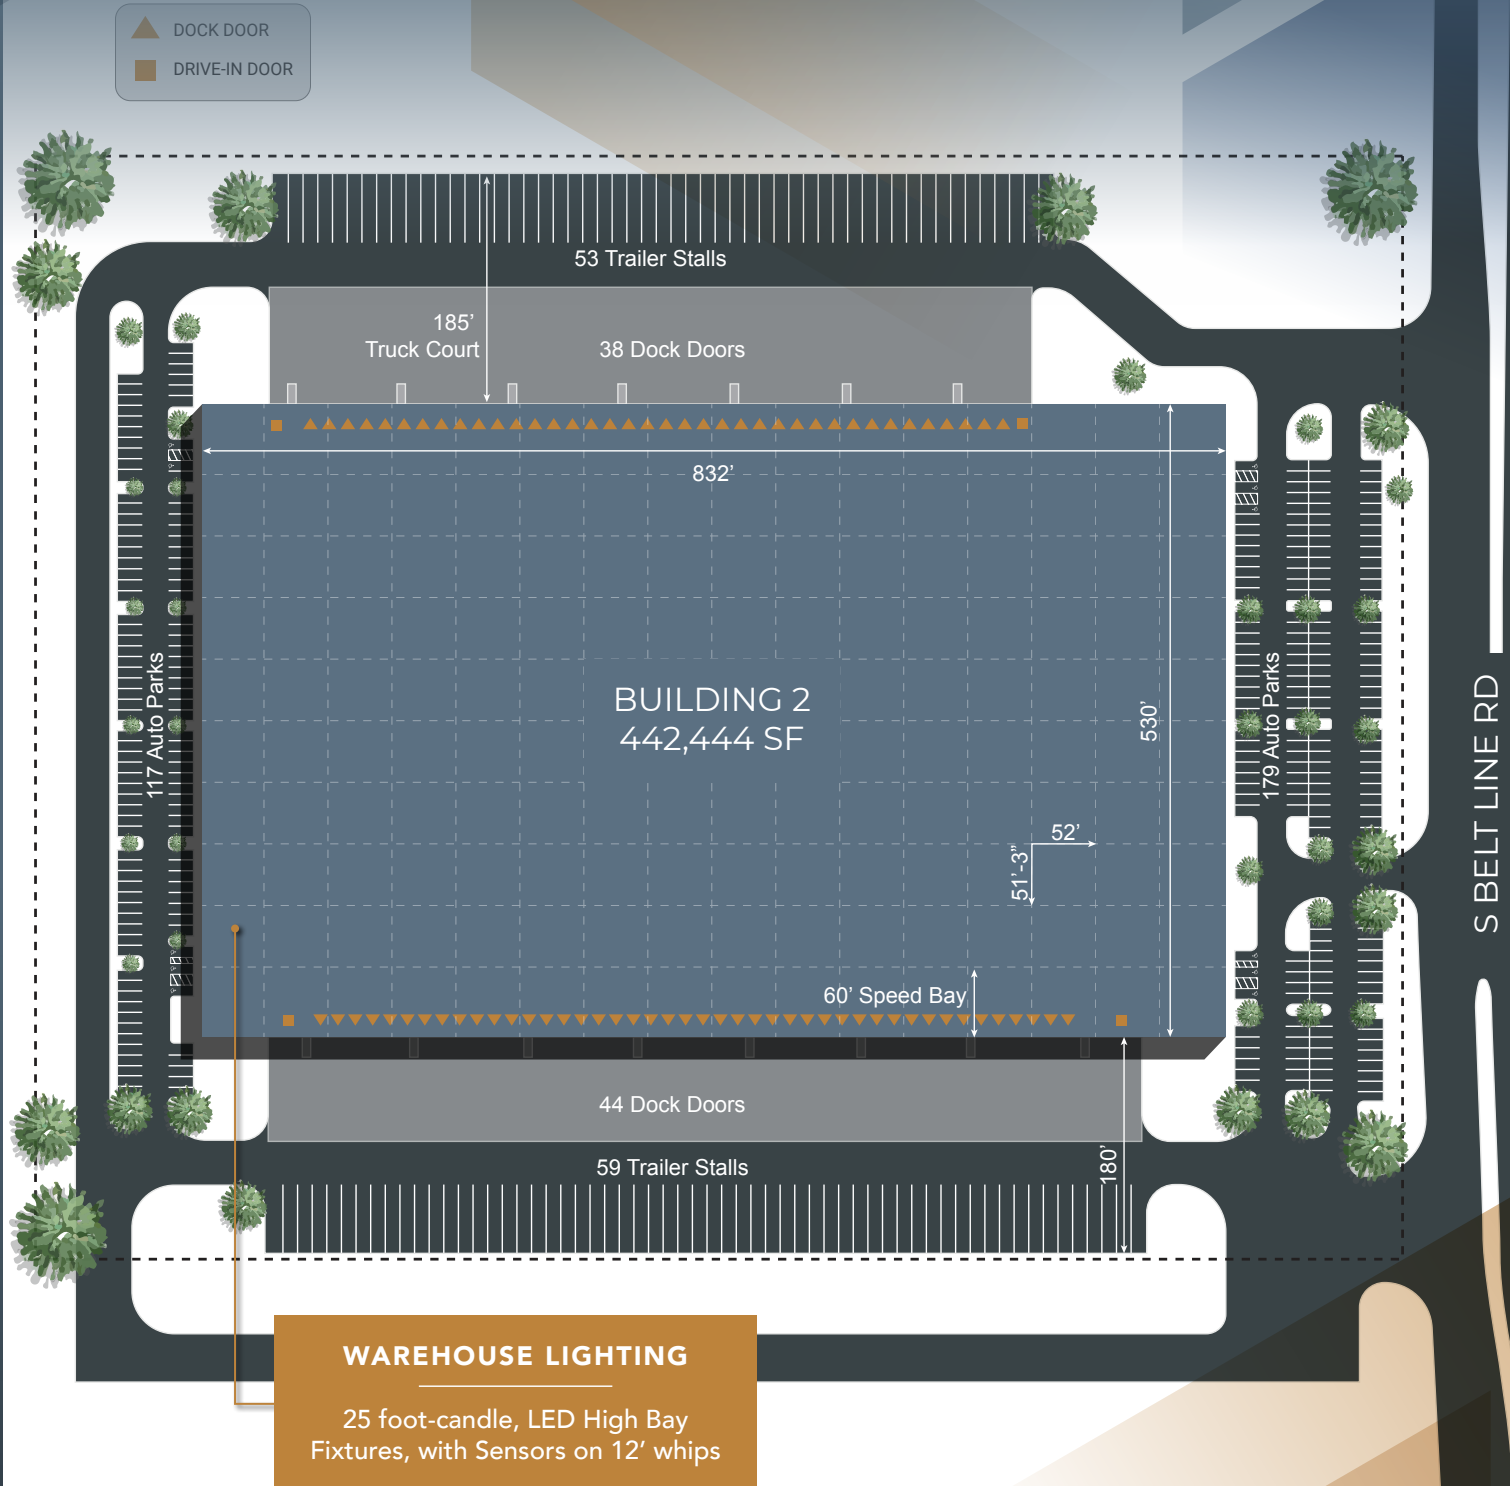 DOCK DOOR
DRIVE-IN DOOR
53 Trailer Stalls
185’
Truck Court
38 Dock Doors
832’
BUILDING 2
442,444 SF
117 Auto Parks
530’
179 Auto Parks
S BELT LINE RD
52’
51’-3”
60’ Speed Bay
44 Dock Doors
59 Trailer Stalls
180’
WAREHOUSE LIGHTING
25 foot-candle, LED High Bay
Fixtures, with Sensors on 12’ whips